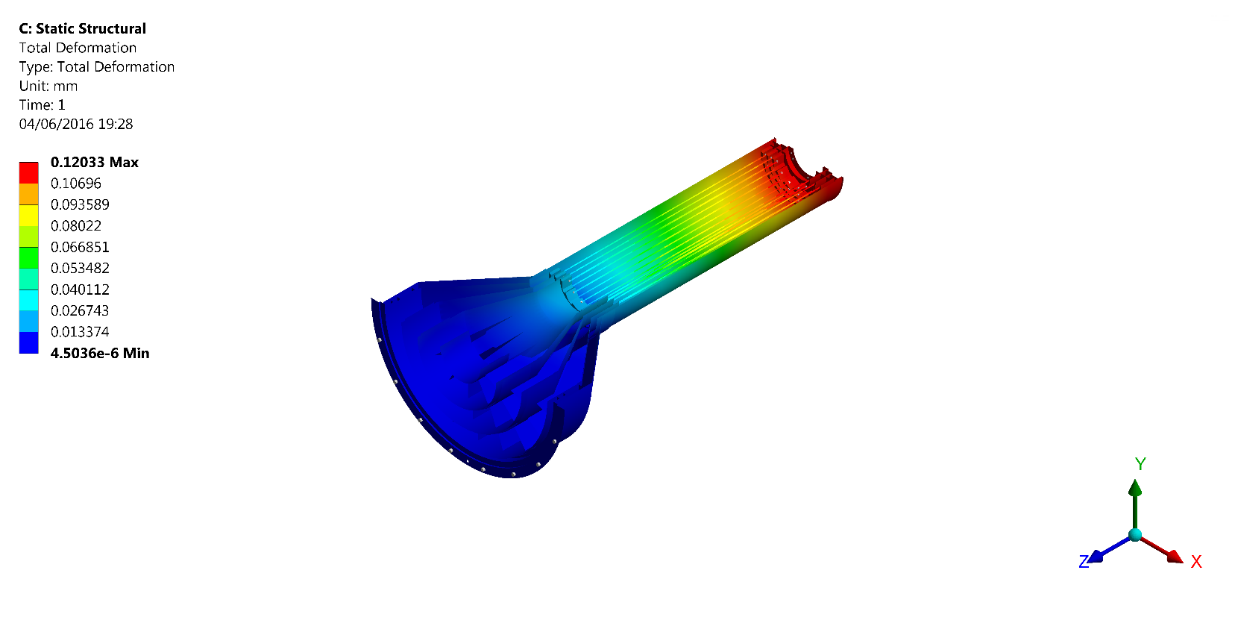 C: Static Structural
Total Deformation
Type: Total Deformation
Unit: mm
Time: 1
04/06/2016 19:28
0.12033 Max
0.10696
0.093589
0.08022
0.066851
0.053482
0.040112
0.026743
0.013374
4.5036e-6 Min
Y
Z
X